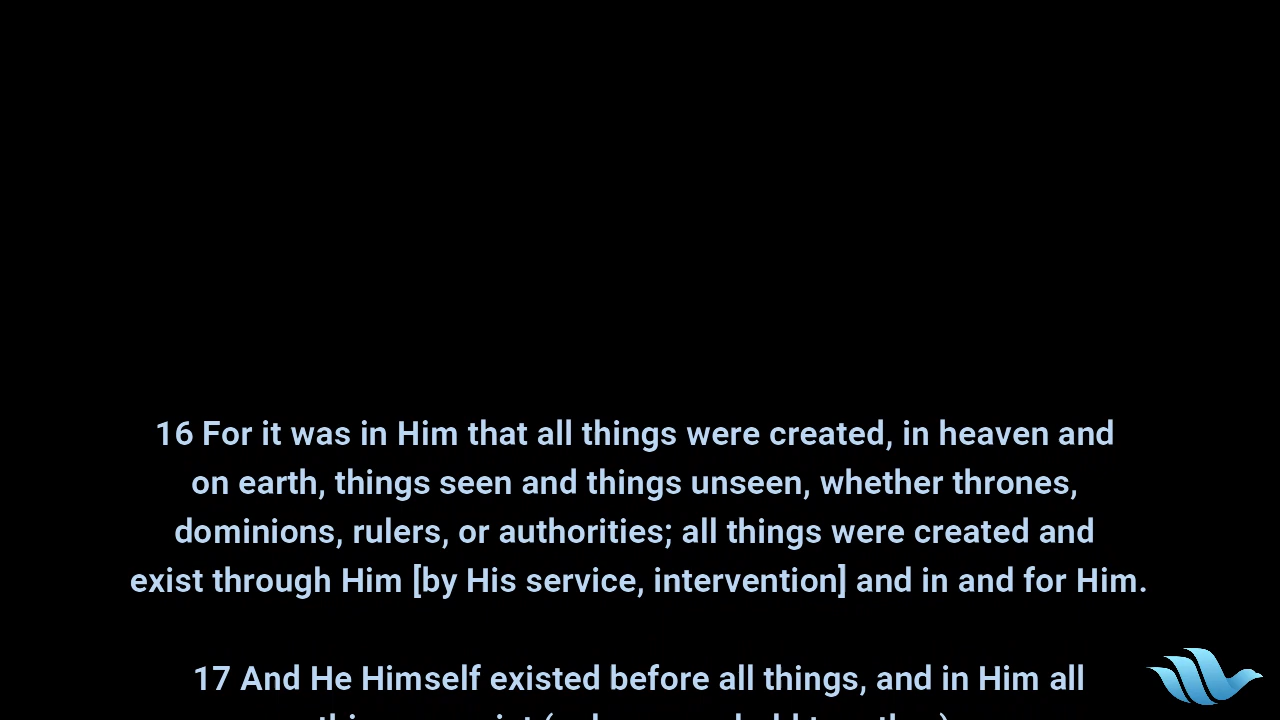 16 For it was in Him that all things were created, in heaven and
on earth, things seen and things unseen, whether thrones,
dominions, rulers, or authorities; all things were created and
exist through Him [by His service, intervention] and in and for Him.
17 And He Himself existed before all things, and in Him all